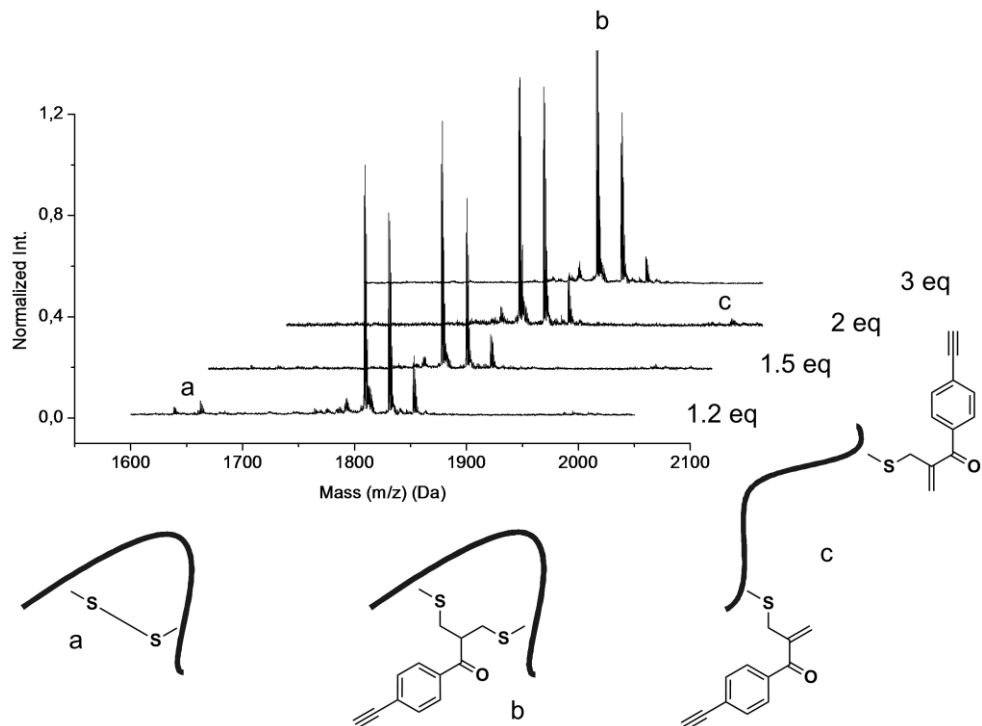 b
1,2
Normalized Int.
0,8
3 eq
c
0,4
2 eq
a
1.5 eq
0,0
1.2 eq
1600 1700 1800 1900 2000 2100
Mass (m/z) (Da)
S
O
S
S
a
S
S
O
b
c
S
O